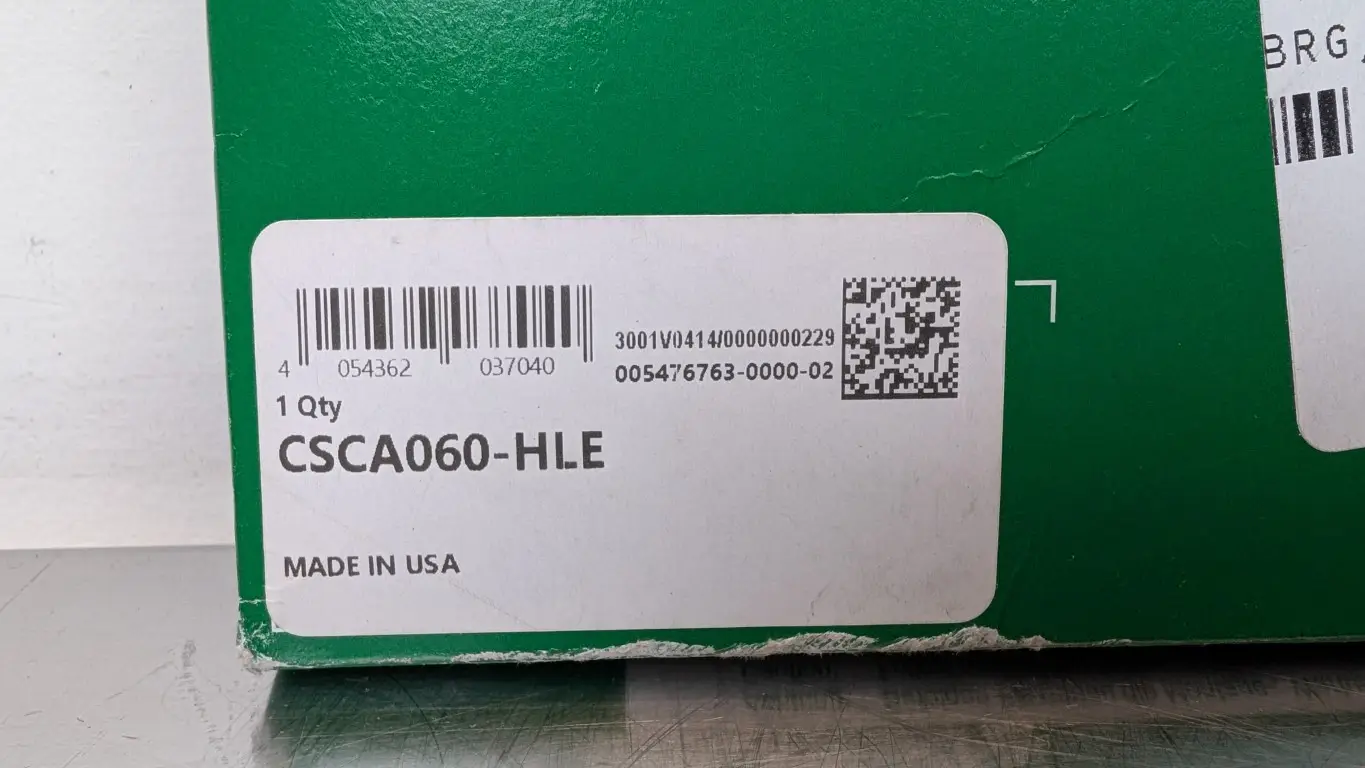 BRG,
3001V0414/0000000229
005476763-0000-02
4 054362 037040
1 Qty
CSCA060-HLE
MADE IN USA